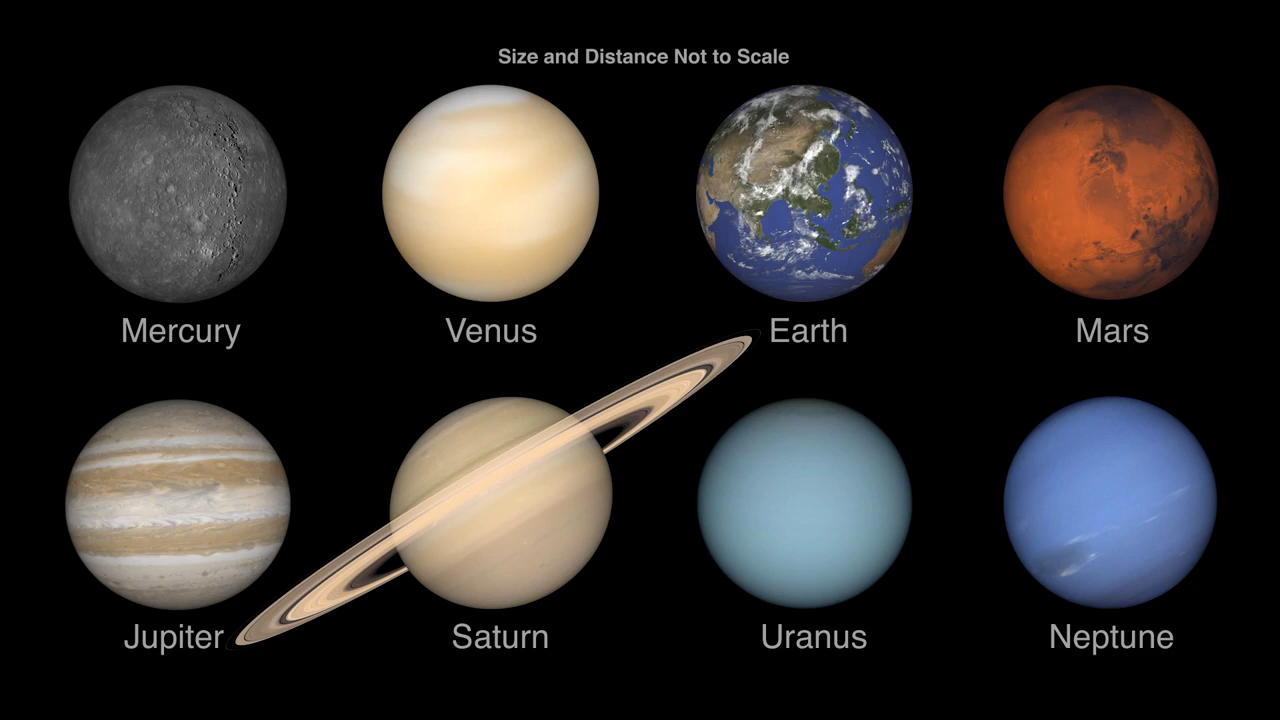 Size and Distance Not to Scale
Mercury
Venus
Earth
Mars
Jupiter
Saturn
Uranus
Neptune